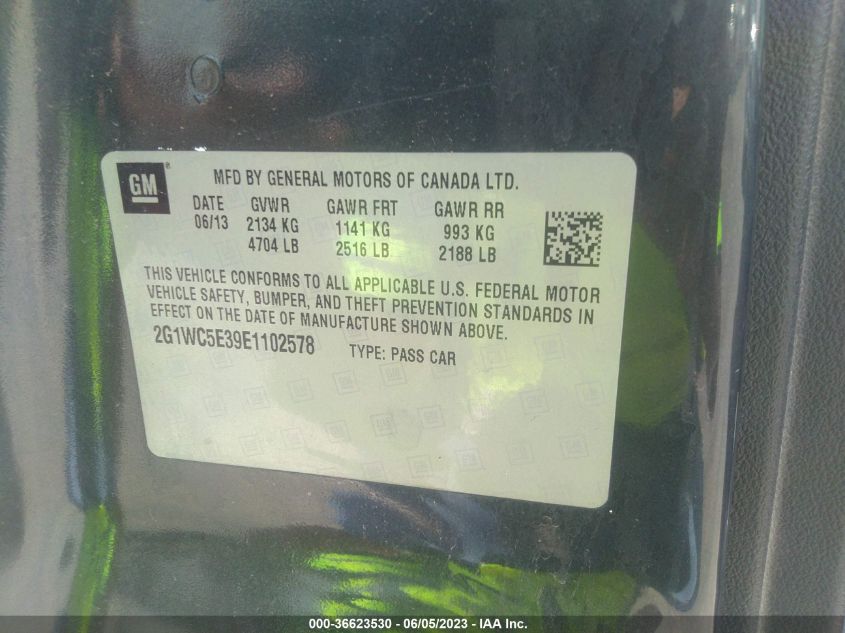 GM ®
MFD BY GENERAL MOTORS OF CANADA LTD.
DATE GVWR GAWR FRT GAWR RR
06/13 2134 KG 1141 KG 993 KG
4704 LB 2516 LB 2188 LB
THIS VEHICLE CONFORMS TO ALL APPLICABLE U.S. FEDERAL MOTOR
VEHICLE SAFETY, BUMPER, AND THEFT PREVENTION STANDARDS IN
EFFECT ON THE DATE OF MANUFACTURE SHOWN ABOVE.
2G1WC5E39E1102578 TYPE: PASS CAR
000-36623530 - 06/05/2023 - IAA Inc.